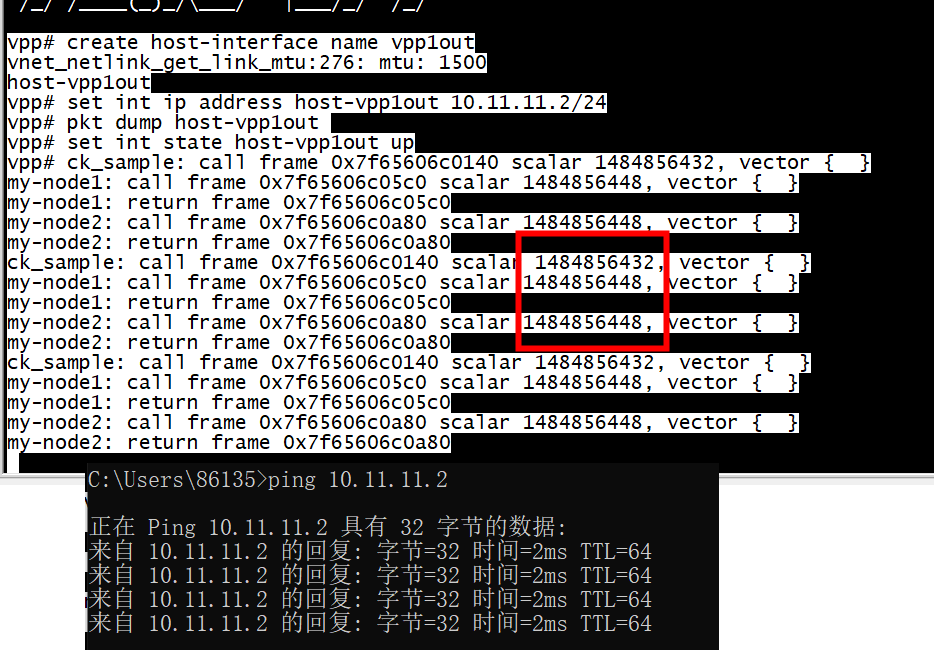 vpp# create host-interface name vpp1out
vnet_netlink_get_link_mtu:276: mtu: 1500
host-vpp1out
vpp# set int ip address host-vpp1out 10.11.11.2/24
vpp# pkt dump host-vpp1out
vpp# set int state host-vpp1out up
vpp# ck_sample: call frame 0x7f65606c0140 scalar 1484856432, vector {  }
my-node1: call frame 0x7f65606c05c0 scalar 1484856448, vector {  }
my-node1: return frame 0x7f65606c05c0
my-node2: call frame 0x7f65606c0a80 scalar 1484856448, vector {  }
my-node2: return frame 0x7f65606c0a80
ck_sample: call frame 0x7f65606c0140 scalar 1484856432, vector {  }
my-node1: call frame 0x7f65606c05c0 scalar 1484856448, vector {  }
my-node1: return frame 0x7f65606c05c0
my-node2: call frame 0x7f65606c0a80 scalar 1484856448, vector {  }
my-node2: return frame 0x7f65606c0a80
ck_sample: call frame 0x7f65606c0140 scalar 1484856432, vector {  }
my-node1: call frame 0x7f65606c05c0 scalar 1484856448, vector {  }
my-node1: return frame 0x7f65606c05c0
my-node2: call frame 0x7f65606c0a80 scalar 1484856448, vector {  }
my-node2: return frame 0x7f65606c0a80
C:\Users\86135>ping 10.11.11.2
正在 Ping 10.11.11.2 具有 32 字节的数据:
来自 10.11.11.2 的回复: 字节=32 时间=2ms TTL=64
来自 10.11.11.2 的回复: 字节=32 时间=2ms TTL=64
来自 10.11.11.2 的回复: 字节=32 时间=2ms TTL=64
来自 10.11.11.2 的回复: 字节=32 时间=2ms TTL=64